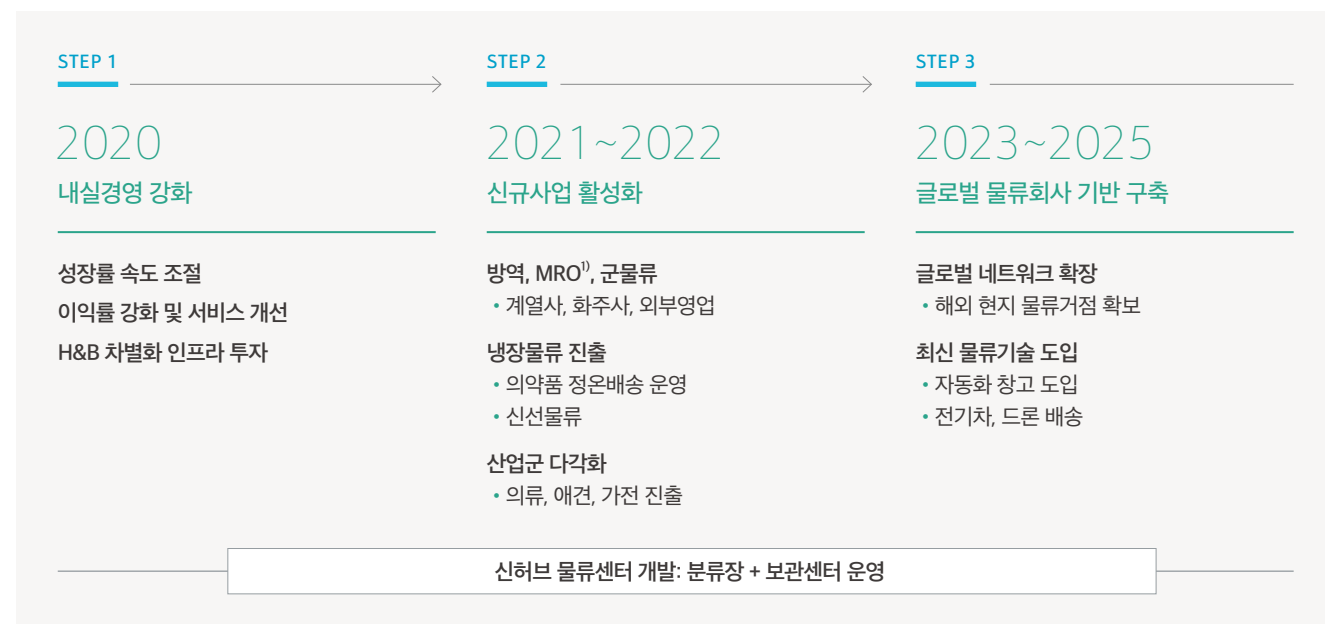 STEP 1
2020
내실경영 강화
성장률 속도 조절
이익률 강화 및 서비스 개선
H&B 차별화 인프라 투자
STEP 2
2021~2022
신규사업 활성화
방역, MRO1), 군물류
• 계열사, 화주사, 외부영업
냉장물류 진출
• 의약품 정온배송 운영
• 신선물류
산업군 다각화
• 의류, 애견, 가전 진출
STEP 3
2023~2025
글로벌 물류회사 기반 구축
글로벌 네트워크 확장
• 해외 현지 물류거점 확보
최신 물류기술 도입
• 자동화 창고 도입
• 전기차, 드론 배송
신허브 물류센터 개발: 분류장 + 보관센터 운영